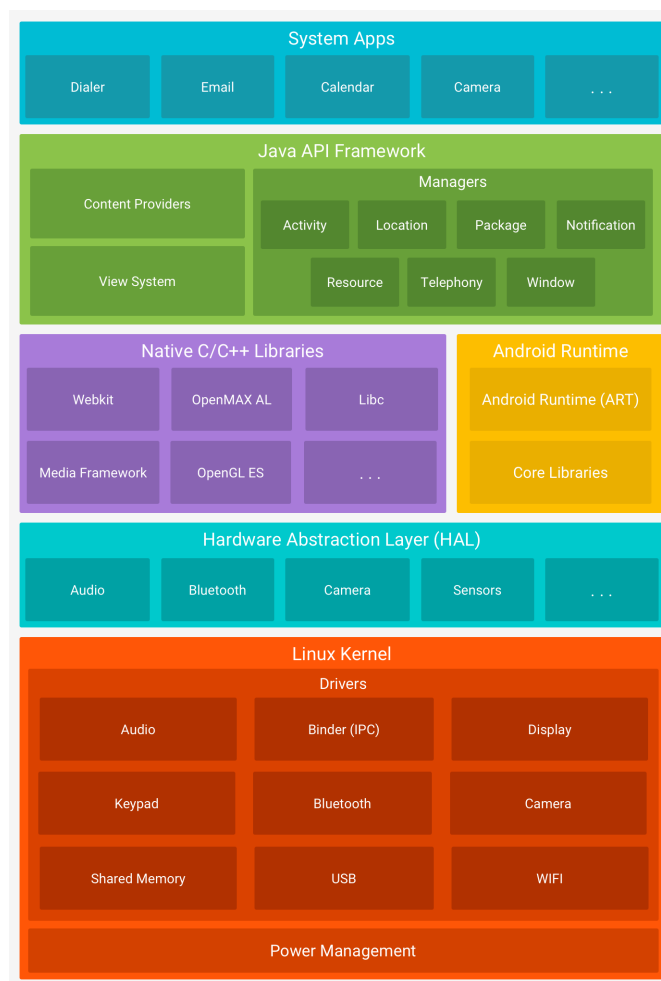 System Apps
Dialer
Email
Calendar
Camera
. . .
Java API Framework
Content Providers
View System
Managers
Activity
Location
Package
Notification
Resource
Telephony
Window
Native C/C++ Libraries
Webkit
OpenMAX AL
Libc
Media Framework
OpenGL ES
. . .
Android Runtime
Android Runtime (ART)
Core Libraries
Hardware Abstraction Layer (HAL)
Audio
Bluetooth
Camera
Sensors
. . .
Linux Kernel
Drivers
Audio
Binder (IPC)
Display
Keypad
Bluetooth
Camera
Shared Memory
USB
WIFI
Power Management